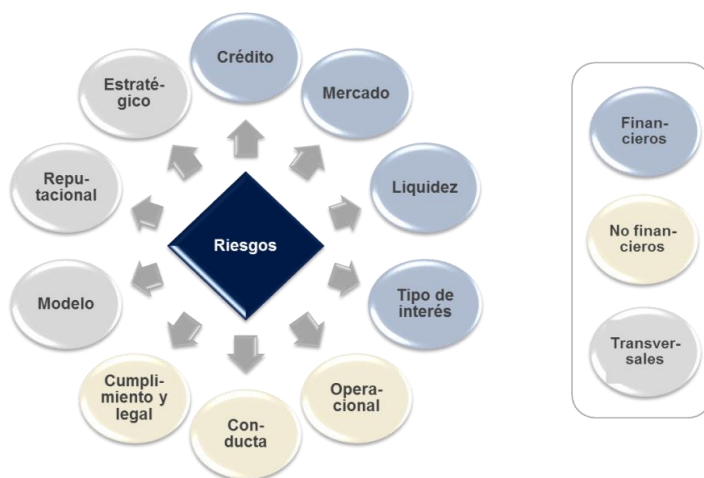 Crédito
Mercado
Liquidez
Tipo de
interés
Opera-
cional
Con-
ducta
Cumpli-
miento y
legal
Modelo
Repu-
tacional
Estraté-
gico
Riesgos
Finan-
cieros
No finan-
cieros
Transver-
sales